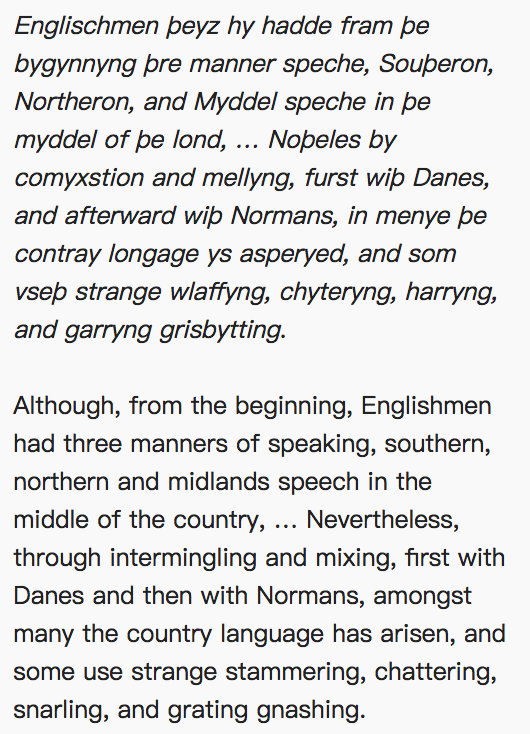 Englischmen þeyz hy hadde fram þe
bygynnyng þre manner speche, Souþeron,
Northeron, and Myddel speche in þe
myddel of þe lond, … Noþeles by
comyxstion and mellyng, furst wiþ Danes,
and afterward wiþ Normans, in menye þe
contray longage ys asperyed, and som
vseþ strange wlaffyng, chyteryng, harryng,
and garryng grisbytting.
Although, from the beginning, Englishmen
had three manners of speaking, southern,
northern and midlands speech in the
middle of the country, … Nevertheless,
through intermingling and mixing, first with
Danes and then with Normans, amongst
many the country language has arisen, and
some use strange stammering, chattering,
snarling, and grating gnashing.